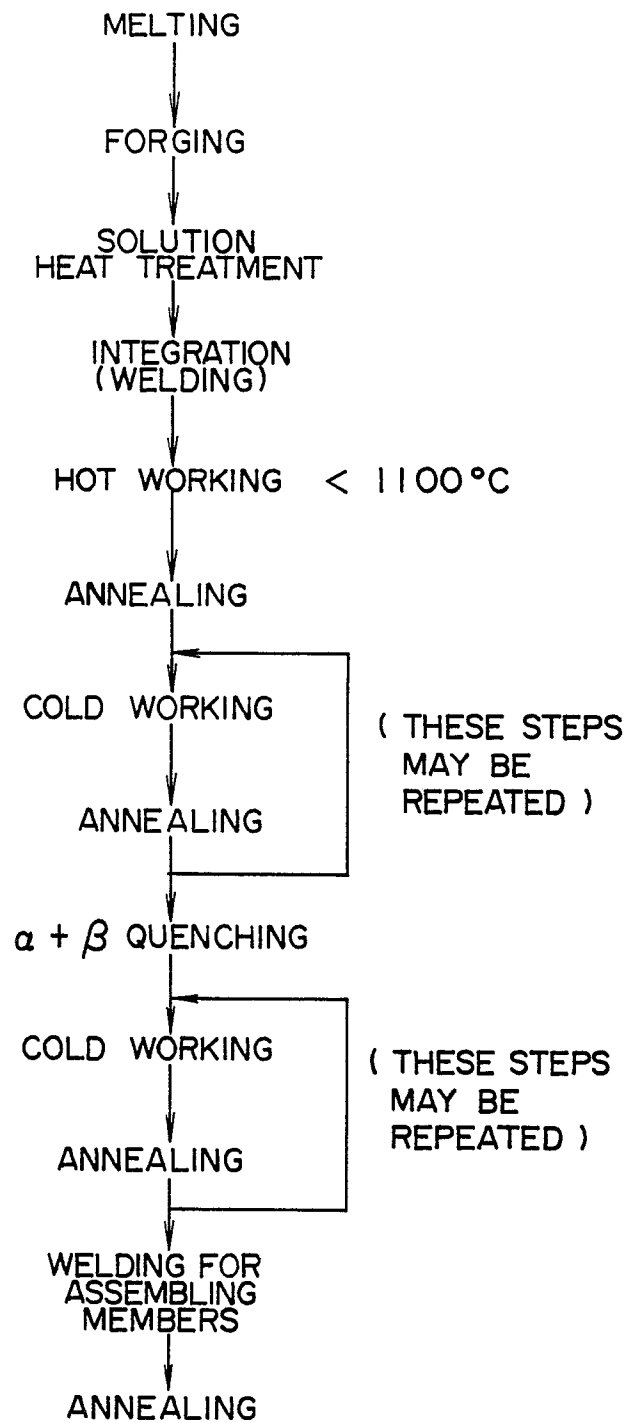 MELTING
FORGING
SOLUTION
HEAT TREATMENT
INTEGRATION
(WELDING)
HOT WORKING < 1100°C
ANNEALING
COLD WORKING
(THESE STEPS
MAY BE
REPEATED)
ANNEALING
α + β QUENCHING
COLD WORKING
(THESE STEPS
MAY BE
REPEATED)
ANNEALING
WELDING FOR
ASSEMBLING
MEMBERS
ANNEALING